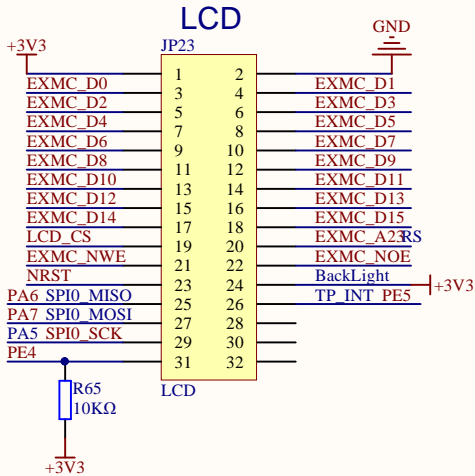 LCD
+3V3 GND
JP23
1 2
EXMC_D0 3 4 EXMC_D1
EXMC_D2 5 6 EXMC_D3
EXMC_D4 7 8 EXMC_D5
EXMC_D6 9 10 EXMC_D7
EXMC_D8 11 12 EXMC_D9
EXMC_D10 13 14 EXMC_D11
EXMC_D12 15 16 EXMC_D13
EXMC_D14 17 18 EXMC_D15
LCD_CS 19 20 EXMC_A23 RS
EXMC_NWE 21 22 EXMC_NOE
NRST 23 24 BackLight +3V3
PA6 SPI0_MISO 25 26 TP_INT PE5
PA7 SPI0_MOSI 27 28
PA5 SPI0_SCK 29 30
PE4 31 32
R65 LCD
10KΩ
+3V3